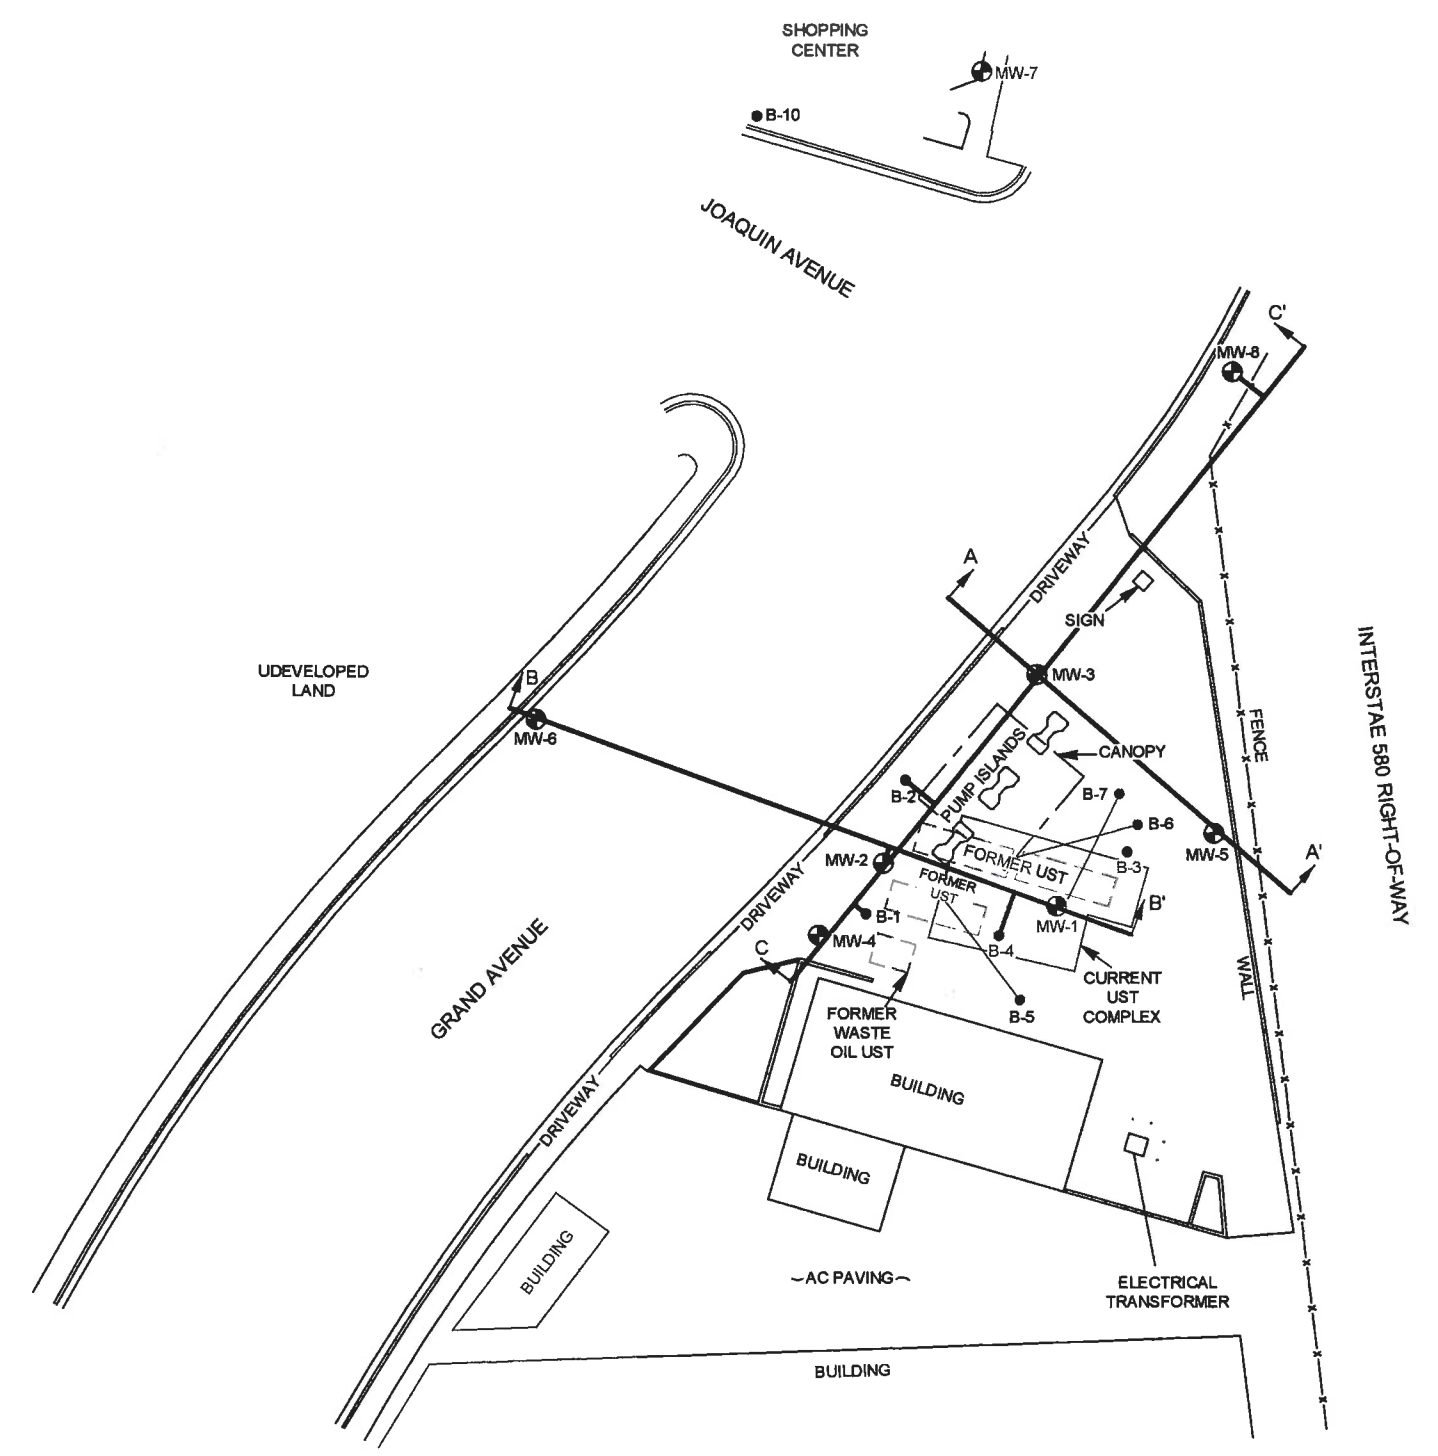 SHOPPING
CENTER
MW-7
B-10
JOAQUIN AVENUE
C'
MW-8
A
DRIVEWAY
SIGN
UDEVELOPED
LAND
B
MW-6
MW-3
INTERSTAE 580 RIGHT-OF-WAY
FENCE
CANOPY
PUMP ISLANDS
B-2
B-7
B-6
MW-5
A'
MW-2
FORMER UST
B-3
FORMER
UST
B'
DRIVEWAY
B-1
MW-1
MW-4
B-4
C
GRAND AVENUE
WALL
CURRENT
UST
COMPLEX
FORMER
WASTE
OIL UST
B-5
BUILDING
DRIVEWAY
BUILDING
BUILDING
AC PAVING
ELECTRICAL
TRANSFORMER
BUILDING